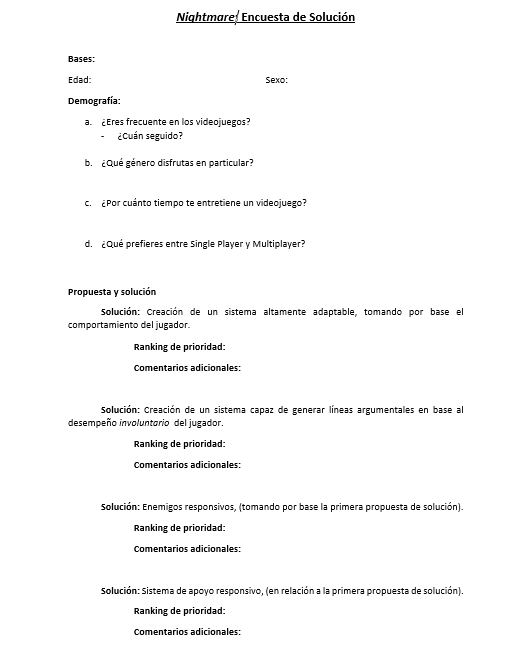 Nightmare/ Encuesta de Solución
Bases:
Edad: Sexo:
Demografía:
a. ¿Eres frecuente en los videojuegos?
- ¿Cuán seguido?
b. ¿Qué género disfrutas en particular?
c. ¿Por cuánto tiempo te entretiene un videojuego?
d. ¿Qué prefieres entre Single Player y Multiplayer?
Propuesta y solución
Solución: Creación de un sistema altamente adaptable, tomando por base el
comportamiento del jugador.
Ranking de prioridad:
Comentarios adicionales:
Solución: Creación de un sistema capaz de generar líneas argumentales en base al
desempeño involuntario del jugador.
Ranking de prioridad:
Comentarios adicionales:
Solución: Enemigos responsivos, (tomando por base la primera propuesta de solución).
Ranking de prioridad:
Comentarios adicionales:
Solución: Sistema de apoyo responsivo, (en relación a la primera propuesta de solución).
Ranking de prioridad:
Comentarios adicionales: